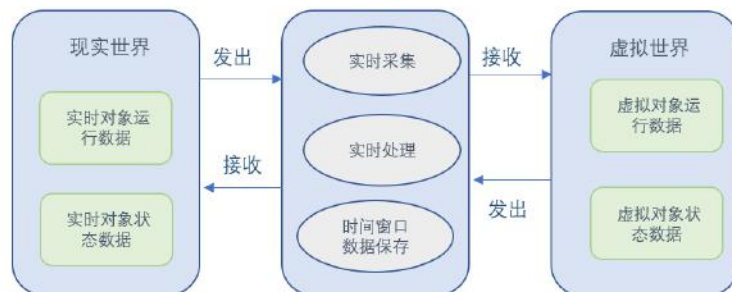 现实世界
实时对象运
行数据
实时对象状
态数据
发出
接收
实时采集
实时处理
时间窗口
数据保存
接收
发出
虚拟世界
虚拟对象运
行数据
虚拟对象状
态数据